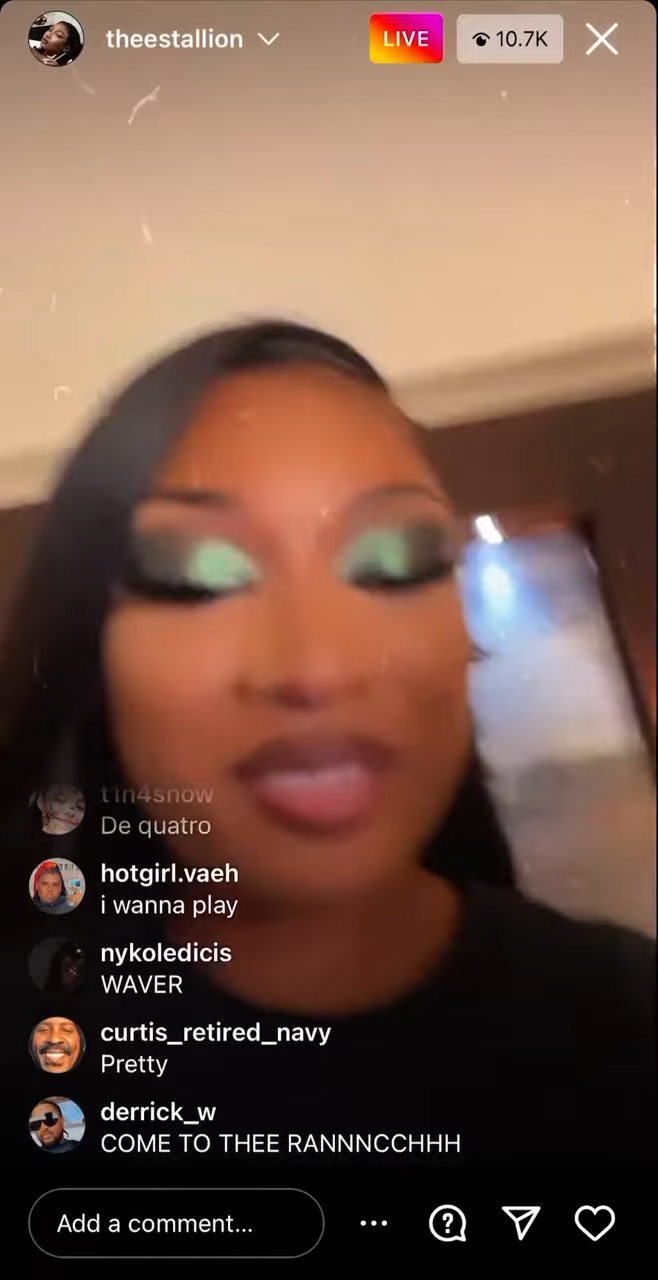 theestallion
LIVE
10.7K
t1n4snow
De quatro
hotgirl.vaeh
i wanna play
nykoledicis
WAVER
curtis_retired_navy
Pretty
derrick_w
COME TO THEE RANNNCCHHH
Add a comment...